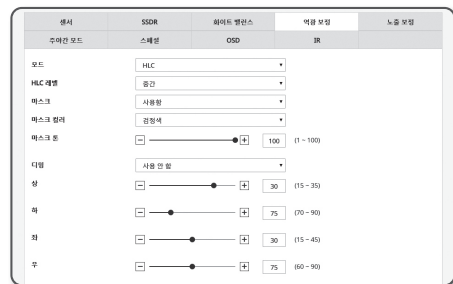 센서 SSDR 화이트 밸런스 역광 보정 노출 보정
주야간 모드 스페셜 OSD IR
모드 HLC
HLC 레벨 중간
마스크 사용함
마스크 컬러 검정색
마스크 톤 100 (1 ~ 100)
디밍 사용 안 함
상 30 (15 ~ 35)
하 75 (70 ~ 90)
좌 30 (15 ~ 45)
우 75 (60 ~ 90)